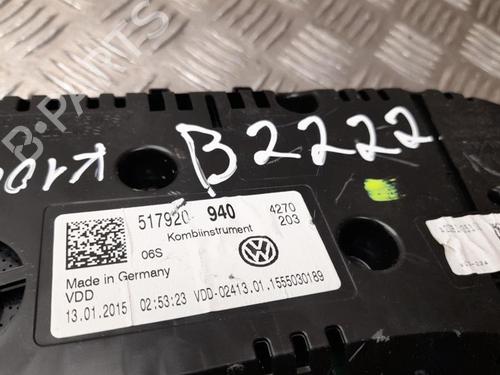 B-PARTS
B2222
517920 940 4270
Kombiinstrument 203
06S
Made in Germany
VDD
13.01.2015 02:53:23 VDD-02413.01.1555030189